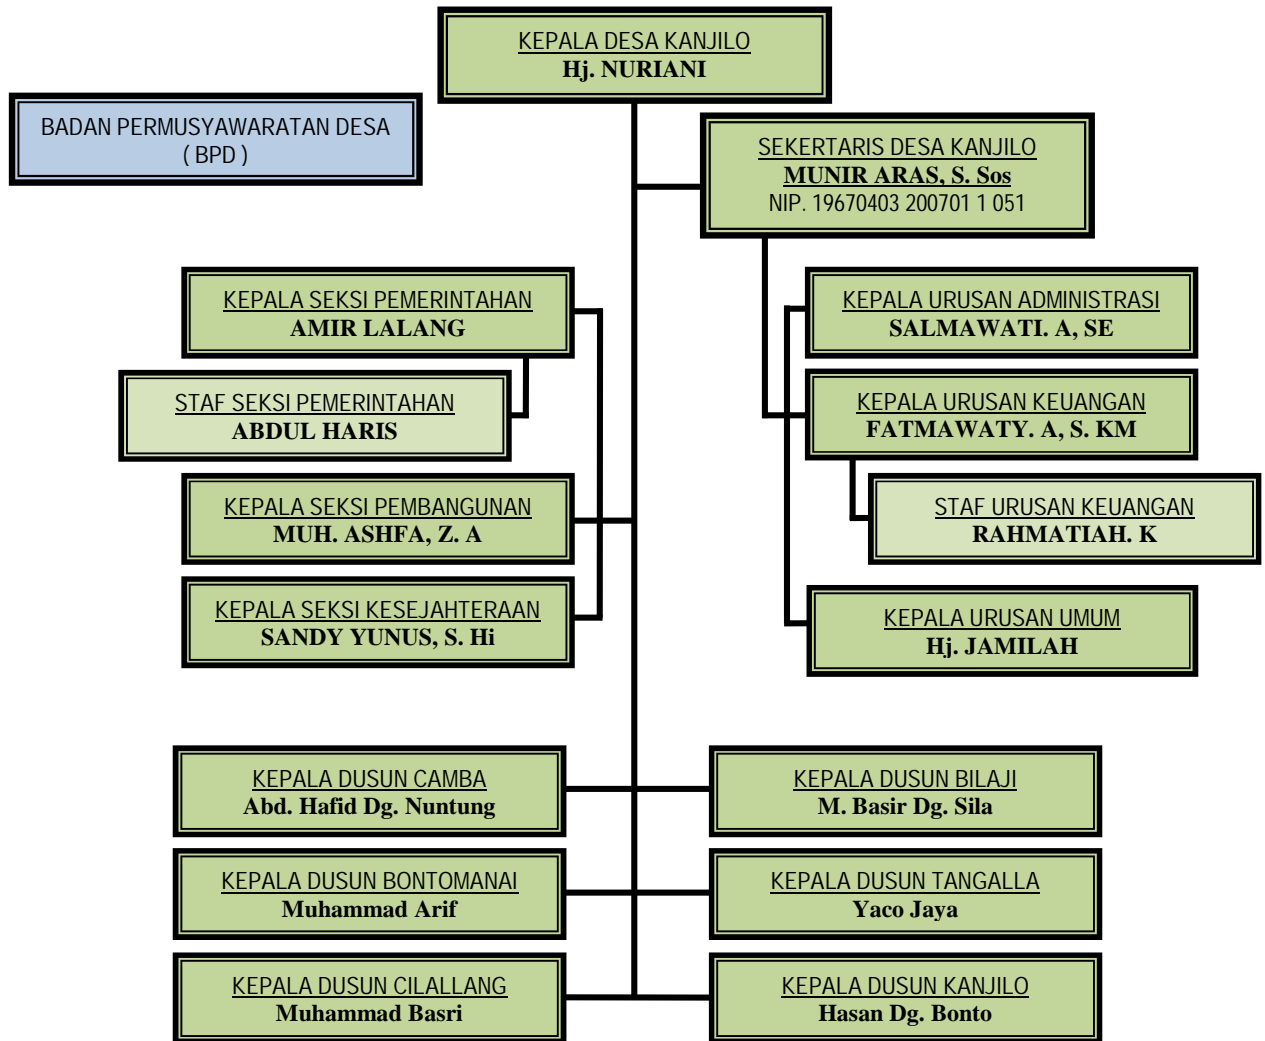 KEPALA DESA KANJILO
Hj. NURIANI
BADAN PERMUSYAWARATAN DESA
( BPD )
SEKERTARIS DESA KANJILO
MUNIR ARAS, S. Sos
NIP. 19670403 200701 1 051
KEPALA SEKSI PEMERINTAHAN
AMIR LALANG
STAF SEKSI PEMERINTAHAN
ABDUL HARIS
KEPALA SEKSI PEMBANGUNAN
MUH. ASHFA, Z. A
KEPALA SEKSI KESEJAHTERAAN
SANDY YUNUS, S. Hi
KEPALA URUSAN ADMINISTRASI
SALMAWATI. A, SE
KEPALA URUSAN KEUANGAN
FATMAWATY. A, S. KM
STAF URUSAN KEUANGAN
RAHMATIAH. K
KEPALA URUSAN UMUM
Hj. JAMILAH
KEPALA DUSUN CAMBA
Abd. Hafid Dg. Nuntung
KEPALA DUSUN BILAJI
M. Basir Dg. Sila
KEPALA DUSUN BONTOMANAI
Muhammad Arif
KEPALA DUSUN TANGALLA
Yaco Jaya
KEPALA DUSUN CILALLANG
Muhammad Basri
KEPALA DUSUN KANJILO
Hasan Dg. Bonto